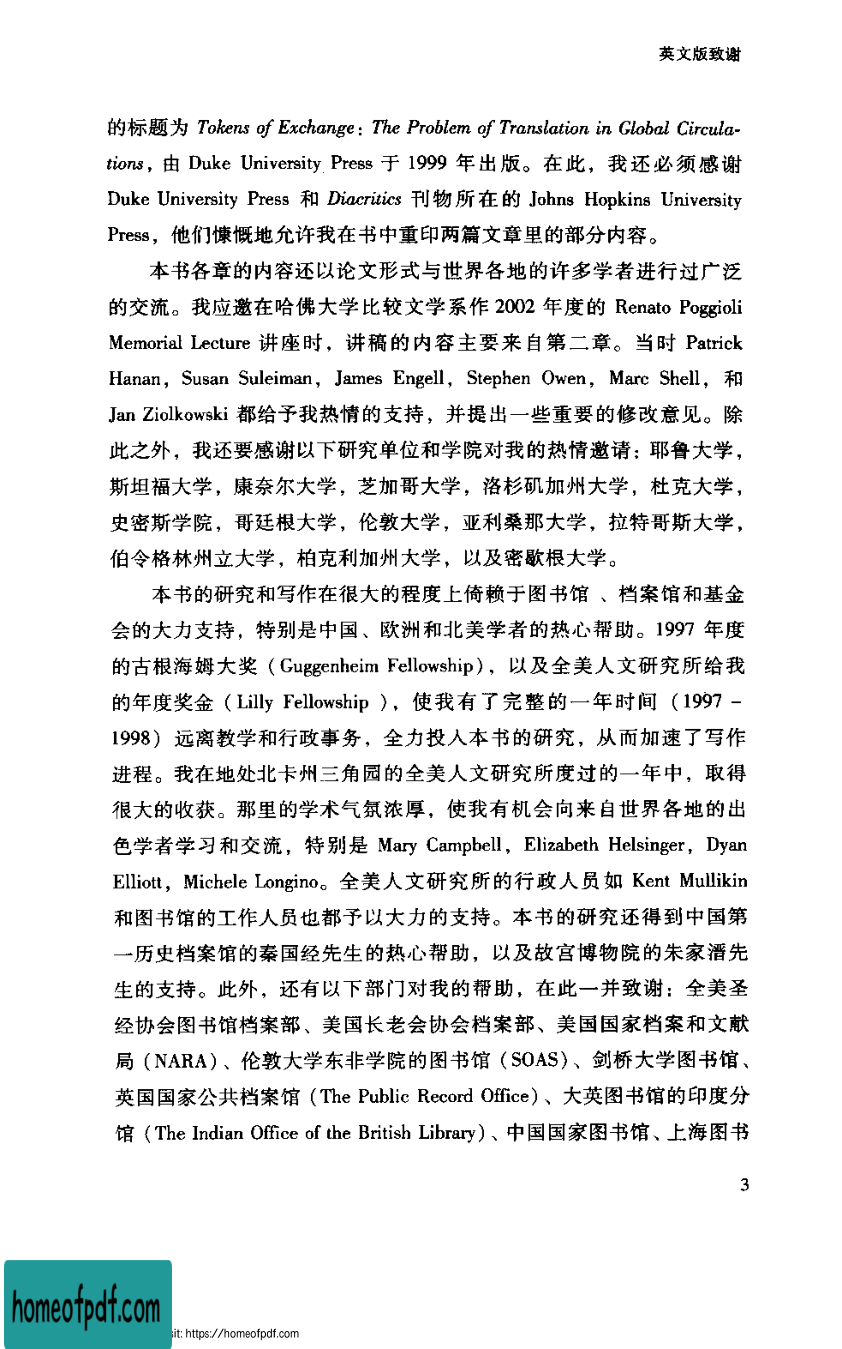 英文版致谢
的标题为 Tokens of Exchange: The Problem of Translation in Global Circula-
tions, 由 Duke University Press 于 1999 年出版。在此，我还必须感谢
Duke University Press 和 Diacritics 刊物所在的 Johns Hopkins University
Press，他们慷慨地允许我在书中重印两篇文章里的部分内容。
本书各章的内容还以论文形式与世界各地的许多学者进行过广泛
的交流。我应邀在哈佛大学比较文学系作 2002 年度的 Renato Poggioli
Memorial Lecture 讲座时，讲稿的内容主要来自第二章。当时 Patrick
Hanan, Susan Suleiman, James Engell, Stephen Owen, Marc Shell, 和
Jan Ziolkowski 都给予我热情的支持，并提出一些重要的修改意见。除
此之外，我还要感谢以下研究单位和学院对我的热情邀请：耶鲁大学，
斯坦福大学，康奈尔大学，芝加哥大学，洛杉矶加州大学，杜克大学，
史密斯学院，哥廷根大学，伦敦大学，亚利桑那大学，拉特哥斯大学，
伯令格林州立大学，柏克利加州大学，以及密歇根大学。
本书的研究和写作在很大的程度上倚赖于图书馆 、档案馆和基金
会的大力支持，特别是中国、欧洲和北美学者的热心帮助。1997 年度
的古根海姆大奖（Guggenheim Fellowship），以及全美人文研究所给我
的年度奖金（Lilly Fellowship ），使我有了完整的一年时间（1997 -
1998）远离教学和行政事务，全力投入本书的研究，从而加速了写作
进程。我在地处北卡州三角园的全美人文研究所度过的一年中，取得
很大的收获。那里的学术气氛浓厚，使我有机会向来自世界各地的出
色学者学习和交流，特别是 Mary Campbell, Elizabeth Helsinger, Dyan
Elliott, Michele Longino。全美人文研究所的行政人员如 Kent Mullikin
和图书馆的工作人员也都予以大力的支持。本书的研究还得到中国第
一历史档案馆的秦国经先生的热心帮助，以及故宫博物院的朱家溍先
生的支持。此外，还有以下部门对我的帮助，在此一并致谢：全美圣
经协会图书馆档案部、美国长老会协会档案部、美国国家档案和文献
局（NARA）、伦敦大学东非学院的图书馆（SOAS）、剑桥大学图书馆、
英国国家公共档案馆（The Public Record Office）、大英图书馆的印度分
馆（The Indian Office of the British Library）、中国国家图书馆、上海图书
3
homeofpdf.com
sit: https://homeofpdf.com